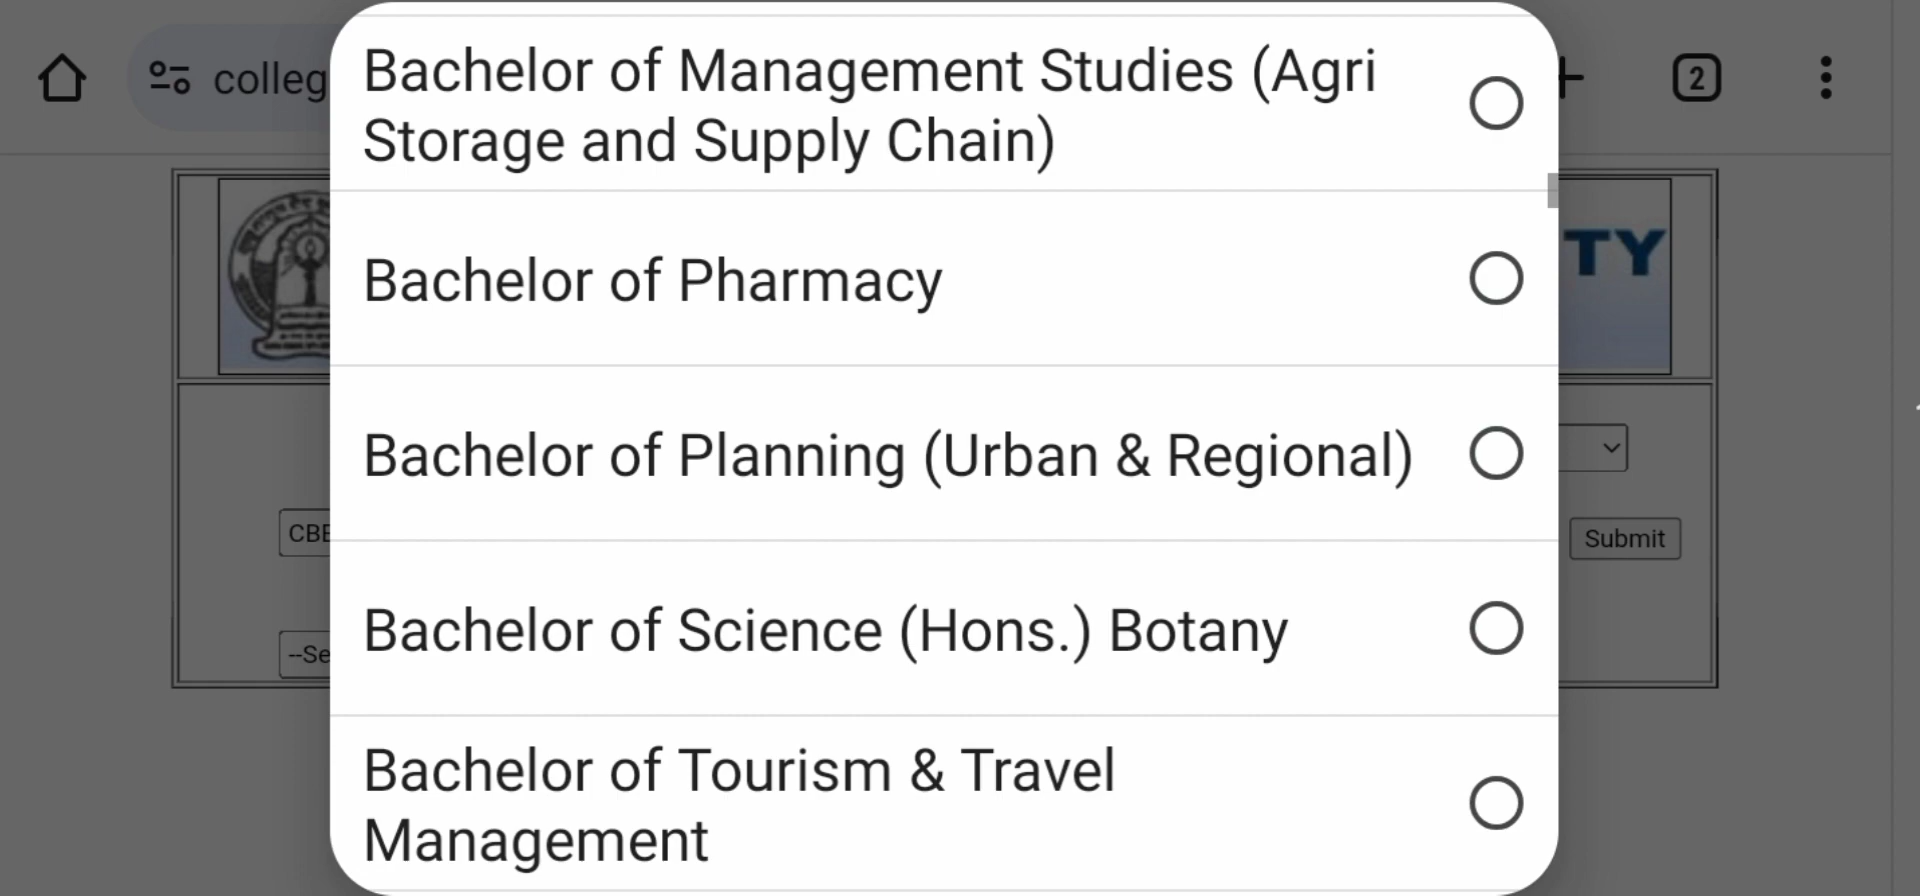 colleg
2
Bachelor of Management Studies (Agri
Storage and Supply Chain)
Bachelor of Pharmacy
TY
Bachelor of Planning (Urban & Regional)
CBE
Submit
Bachelor of Science (Hons.) Botany
--Se
Bachelor of Tourism & Travel
Management